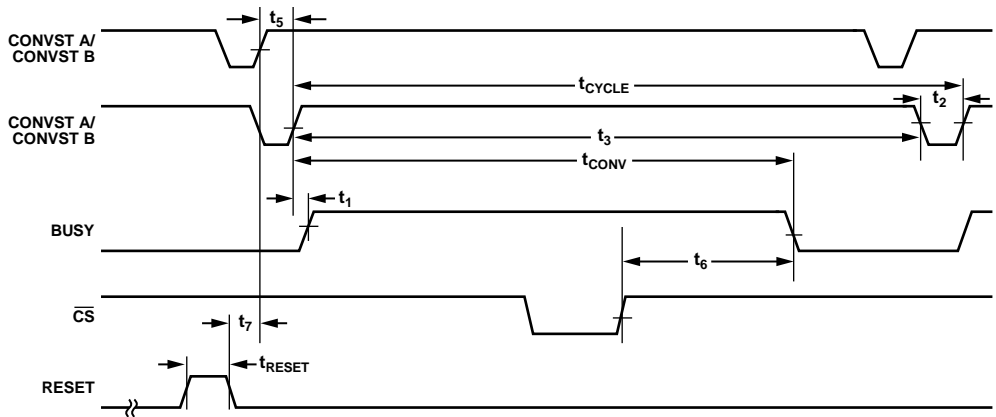 t5
CONVST A/
CONVST B
tCYCLE
t2
CONVST A/
CONVST B
t3
tCONV
t1
BUSY
t6
CS
t7
tRESET
RESET